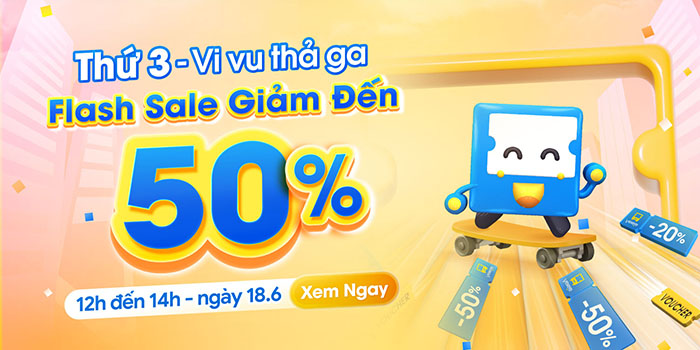 Thứ 3 - Vi vu thả ga
Flash Sale Giảm Đến
50%
12h đến 14h - ngày 18.6
Xem Ngay
-20%
-50%
-50%
VOUCHER